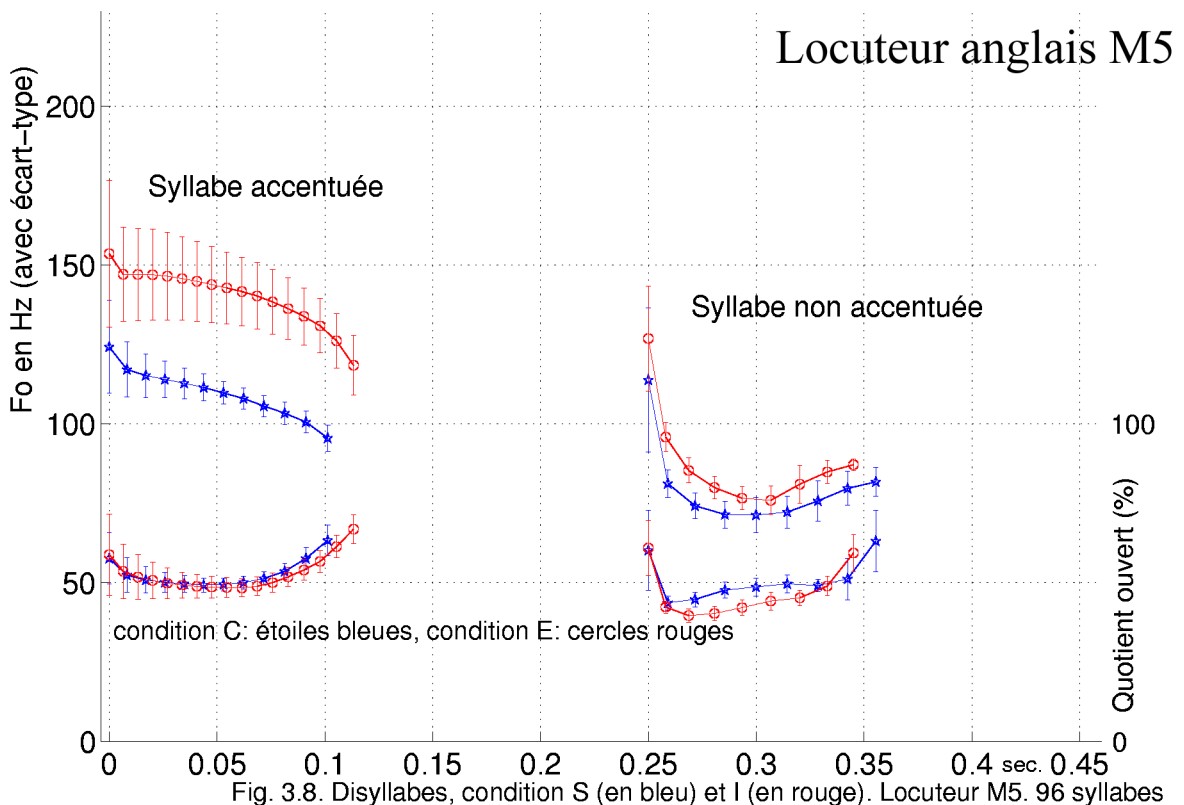 Locuteur anglais M5
Fo en Hz (avec écart-type)
200
150
100
50
0
Syllabe accentuée
Syllabe non accentuée
condition C: étoiles bleues, condition E: cercles rouges
100
0
Quotient ouvert (%)
0 0.05 0.1 0.15 0.2 0.25 0.3 0.35 0.4 sec. 0.45
Fig. 3.8. Disyllabes, condition S (en bleu) et I (en rouge). Locuteur M5. 96 syllabes